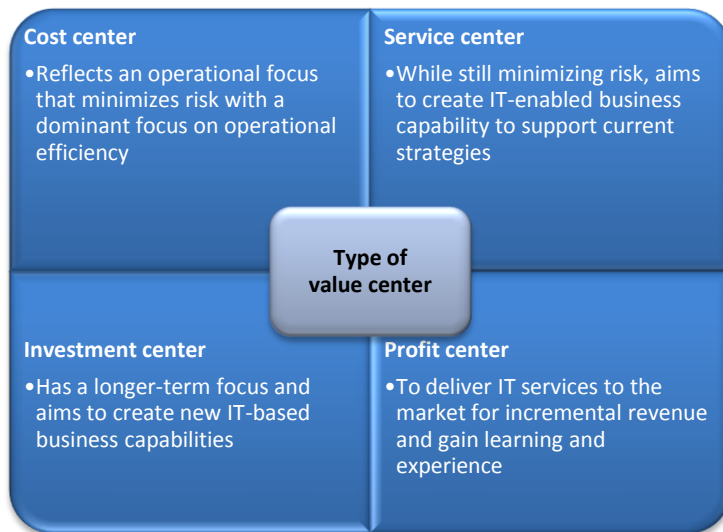 Cost center
•Reflects an operational focus
that minimizes risk with a
dominant focus on operational
efficiency
Service center
•While still minimizing risk, aims
to create IT-enabled business
capability to support current
strategies
Type of
value center
Investment center
•Has a longer-term focus and
aims to create new IT-based
business capabilities
Profit center
•To deliver IT services to the
market for incremental revenue
and gain learning and
experience